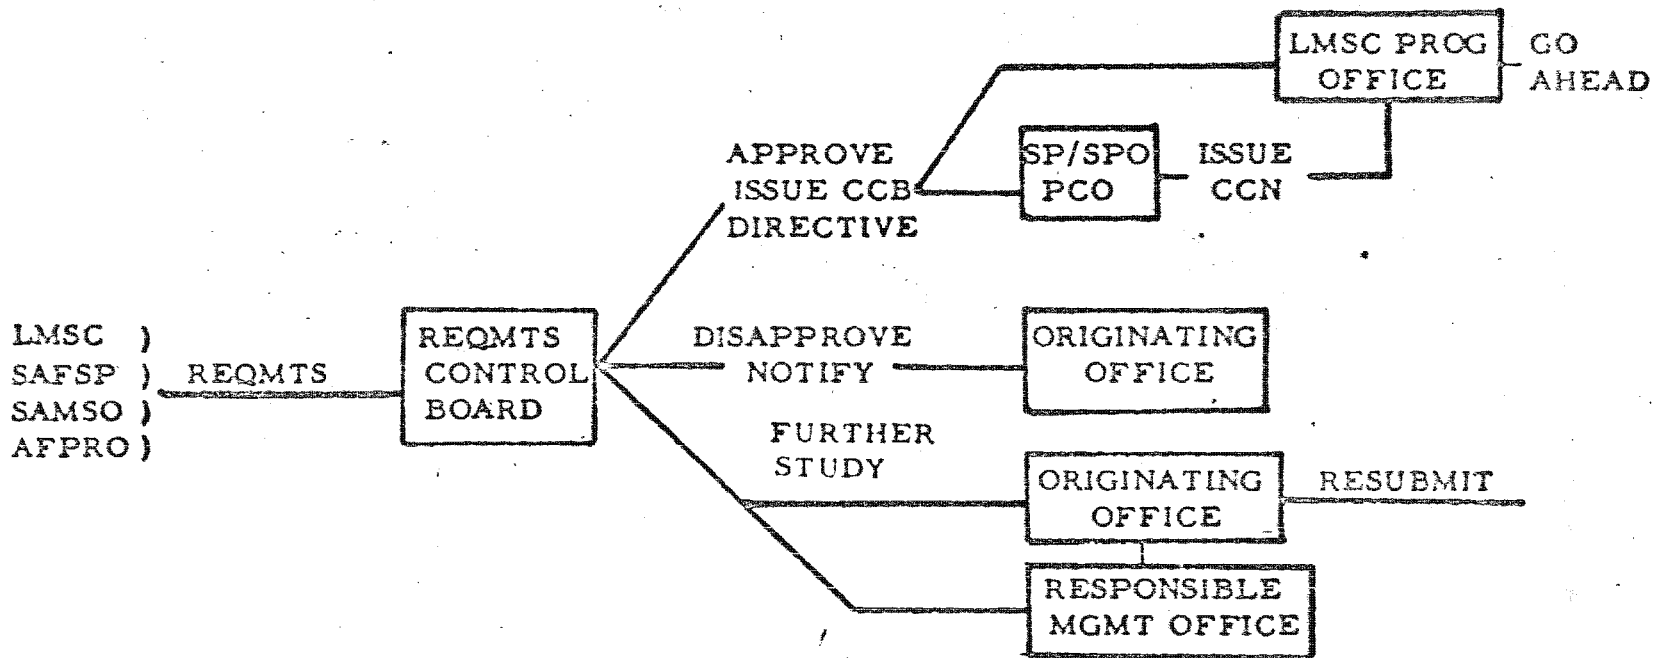 LMSC )
SAFSP )
SAMSO )
AFPRO )
REQMTS
REQMTS
CONTROL
BOARD
APPROVE
ISSUE CCB
DIRECTIVE
SP/SPO
PCO
ISSUE
CCN
LMSC PROG
OFFICE
GO
AHEAD
DISAPPROVE
NOTIFY
ORIGINATING
OFFICE
FURTHER
STUDY
ORIGINATING
OFFICE
RESUBMIT
RESPONSIBLE
MGMT OFFICE